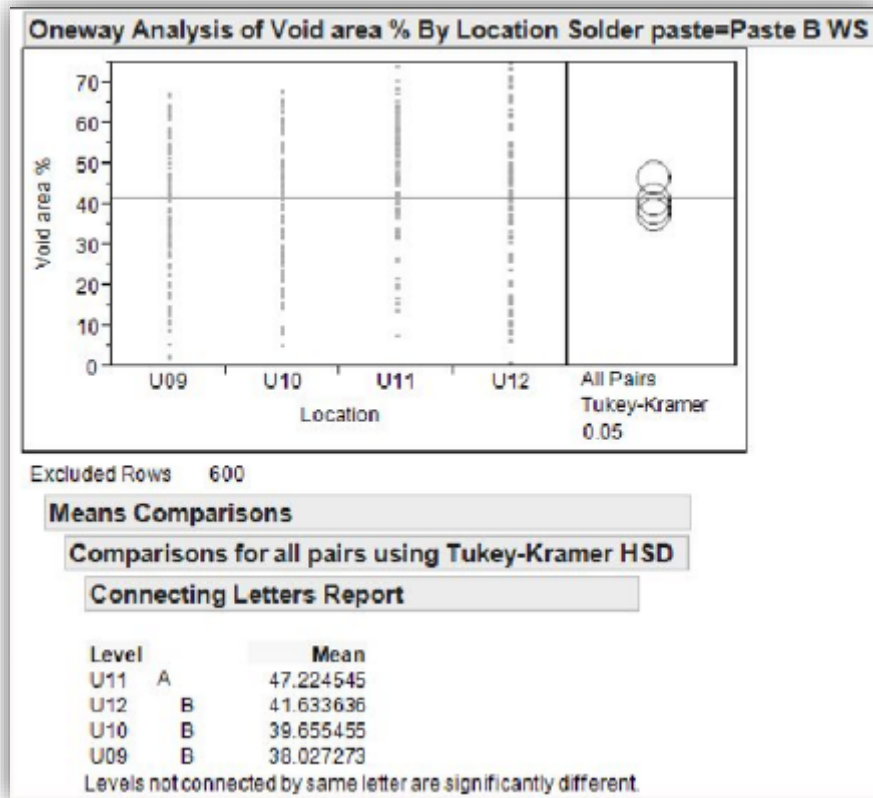 Oneway Analysis of Void area % By Location Solder paste=Paste B WS
70
60
50
40
30
20
10
0
Void area %
U09 U10 U11 U12
Location
All Pairs
Tukey-Kramer
0.05
Excluded Rows 600
Means Comparisons
Comparisons for all pairs using Tukey-Kramer HSD
Connecting Letters Report
Level Mean
U11 A 47.224545
U12 B 41.633636
U10 B 39.655455
U09 B 38.027273
Levels not connected by same letter are significantly different.